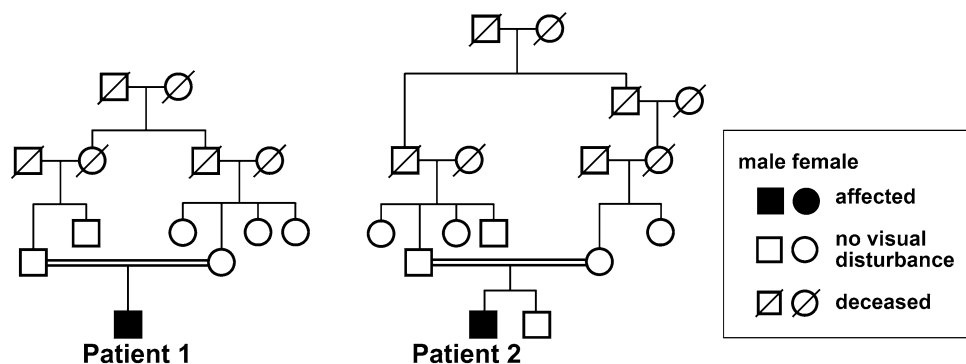 male female
affected
no visual
disturbance
deceased
Patient 1
Patient 2